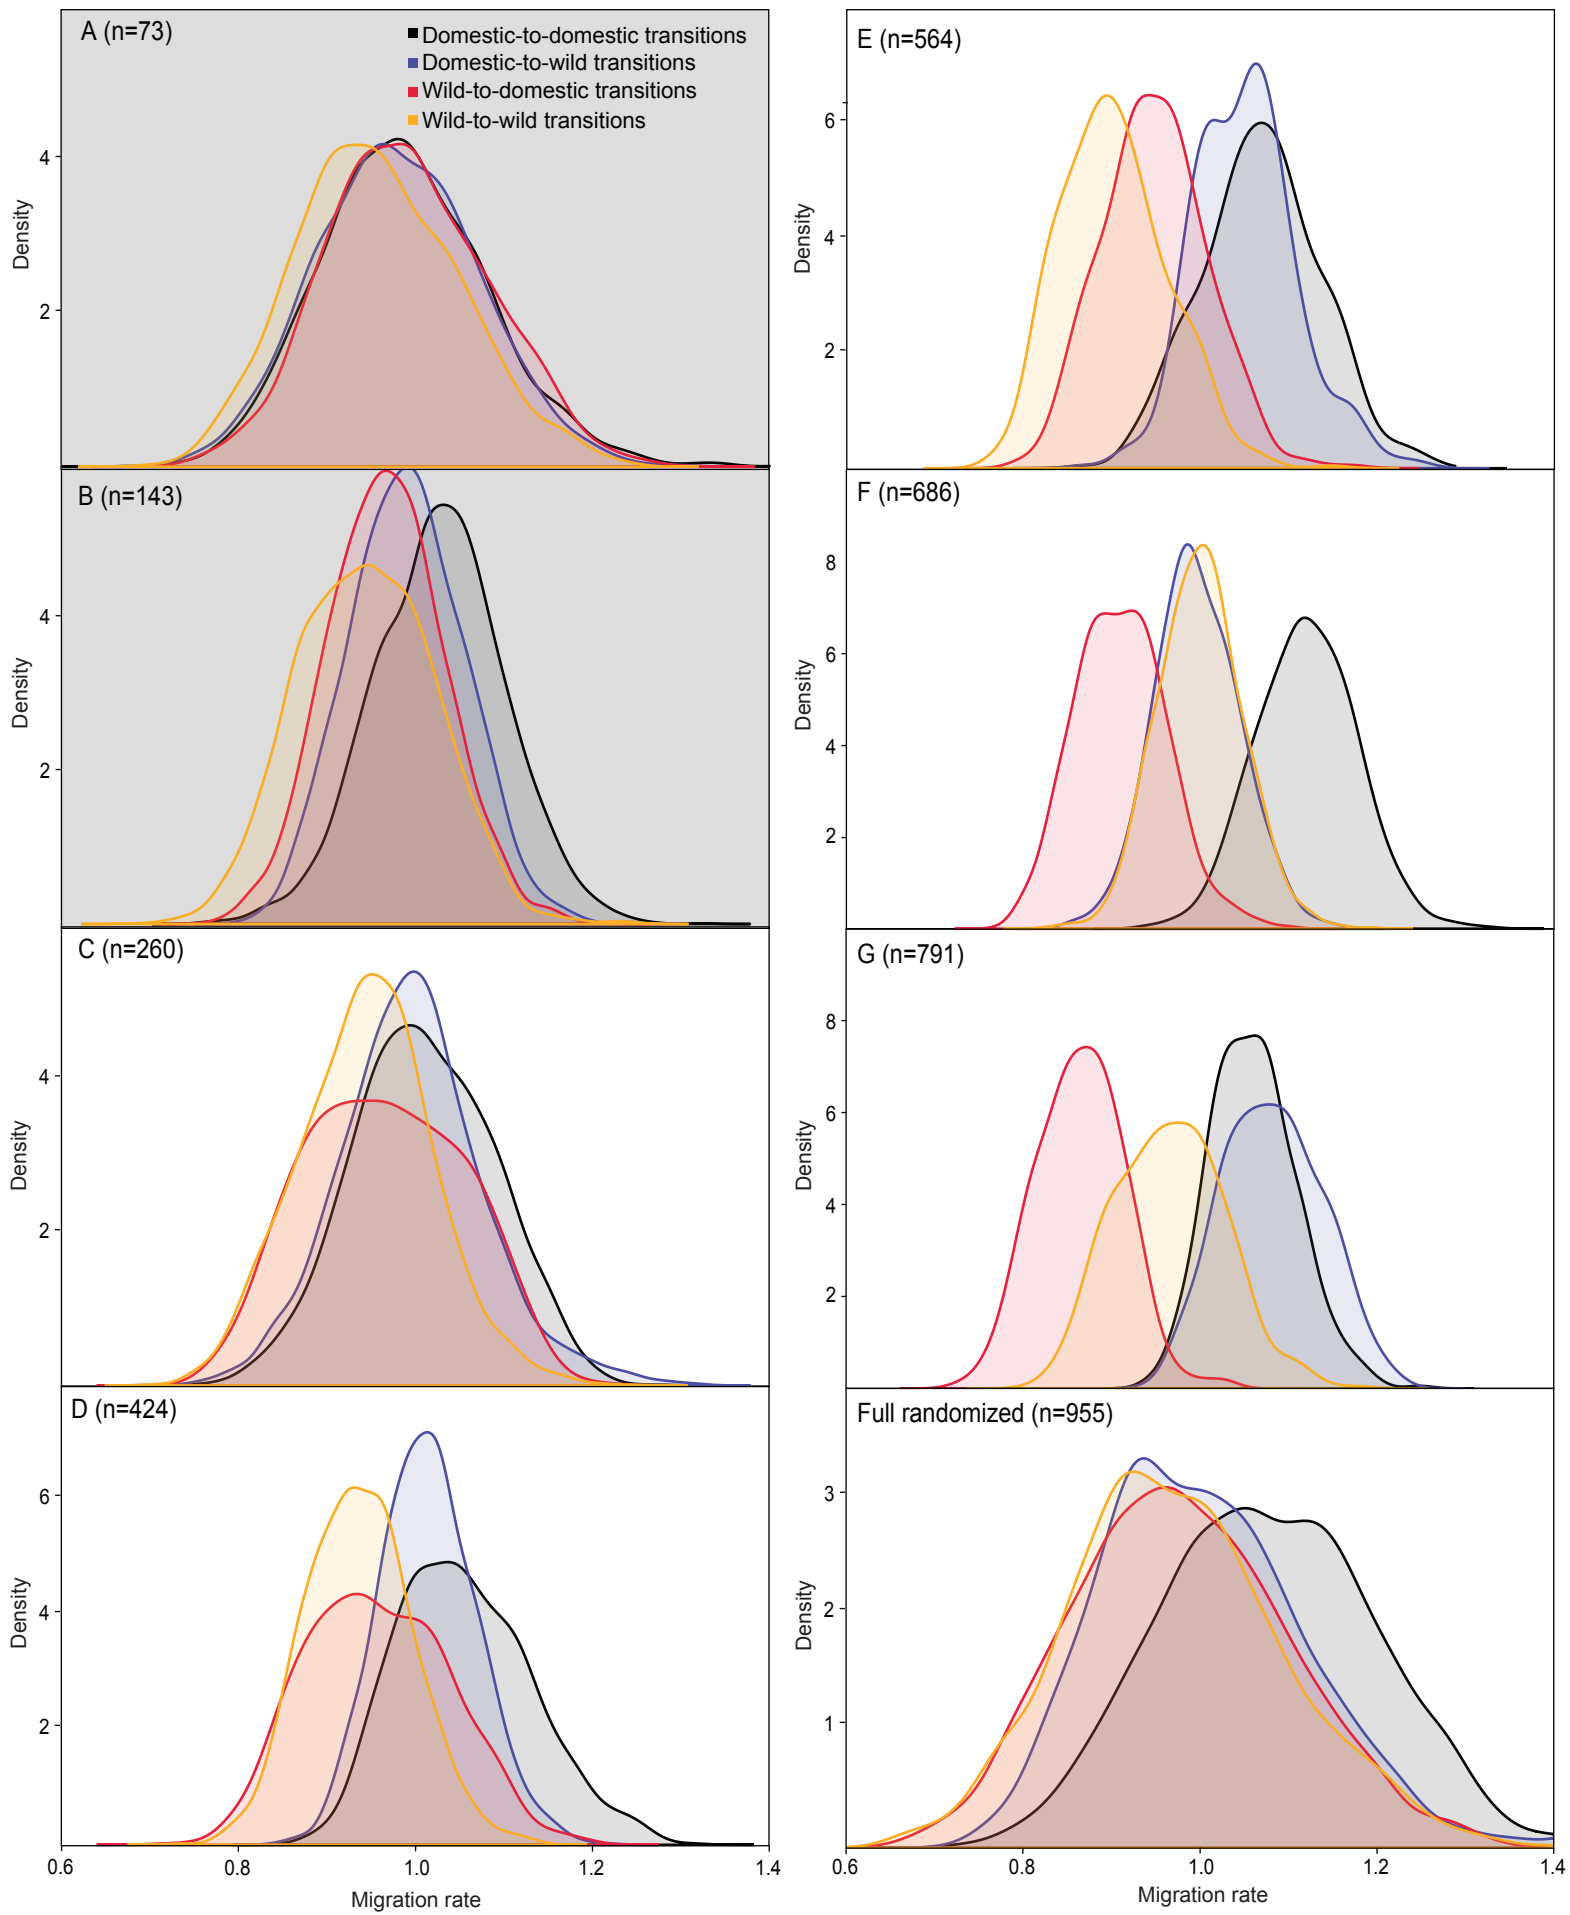 A (n=73)
Domestic-to-domestic transitions
Domestic-to-wild transitions
Wild-to-domestic transitions
Wild-to-wild transitions
4
2
Density
B (n=143)
4
2
Density
C (n=260)
4
2
Density
D (n=424)
6
4
2
Density
0.6
0.8
1.0
1.2
1.4
Migration rate
E (n=564)
6
4
2
Density
F (n=686)
8
6
4
2
Density
G (n=791)
8
6
4
2
Density
Full randomized (n=955)
3
2
1
Density
0.6
0.8
1.0
1.2
1.4
Migration rate